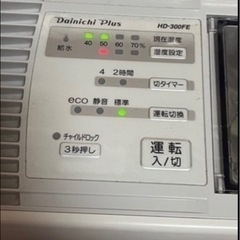 Dainichi Plus HD-300FE
給水 40 50 60 70% 現在湿度
湿度設定
4 2時間
切タイマー
eco 静音 標準
運転切換
チャイルドロック
3秒押し
運転
入/切